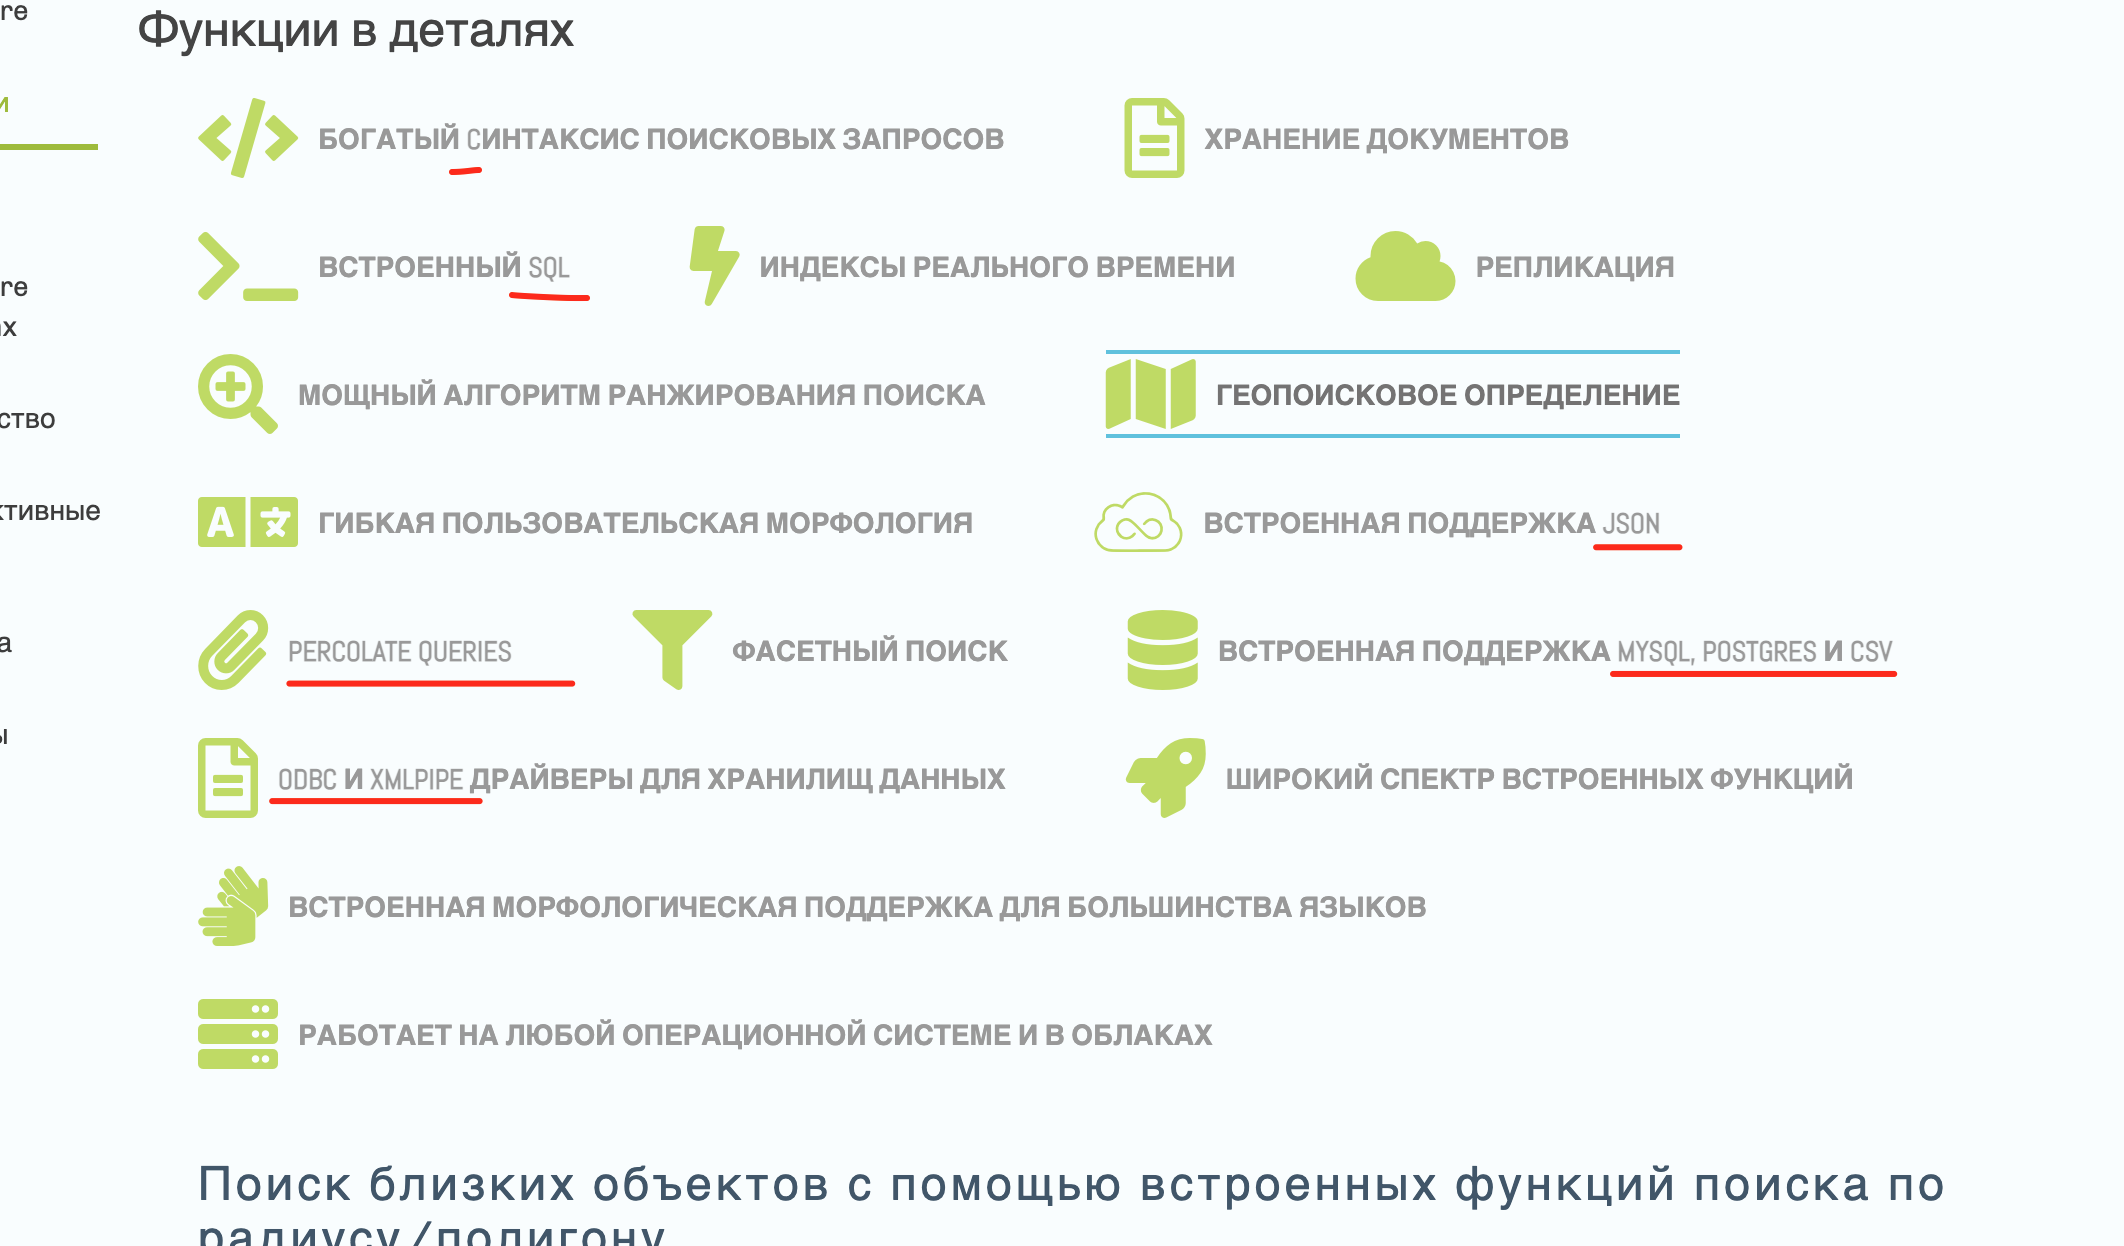 re
Функции в деталях
и
БОГАТЫЙ CИНТАКСИС ПОИСКОВЫХ ЗАПРОСОВ
ХРАНЕНИЕ ДОКУМЕНТОВ
ВСТРОЕННЫЙ SQL
ИНДЕКСЫ РЕАЛЬНОГО ВРЕМЕНИ
РЕПЛИКАЦИЯ
re
х
МОЩНЫЙ АЛГОРИТМ РАНЖИРОВАНИЯ ПОИСКА
ГЕОПОИСКОВОЕ ОПРЕДЕЛЕНИЕ
ство
ктивные
A 文
ГИБКАЯ ПОЛЬЗОВАТЕЛЬСКАЯ МОРФОЛОГИЯ
ВСТРОЕННАЯ ПОДДЕРЖКА JSON
а
PERCOLATE QUERIES
ФАСЕТНЫЙ ПОИСК
ВСТРОЕННАЯ ПОДДЕРЖКА MYSQL, POSTGRES И CSV
ы
ODBC И XMLPIPE ДРАЙВЕРЫ ДЛЯ ХРАНИЛИЩ ДАННЫХ
ШИРОКИЙ СПЕКТР ВСТРОЕННЫХ ФУНКЦИЙ
ВСТРОЕННАЯ МОРФОЛОГИЧЕСКАЯ ПОДДЕРЖКА ДЛЯ БОЛЬШИНСТВА ЯЗЫКОВ
РАБОТАЕТ НА ЛЮБОЙ ОПЕРАЦИОННОЙ СИСТЕМЕ И В ОБЛАКАХ
Поиск близких объектов с помощью встроенных функций поиска по
радиусу/полигону